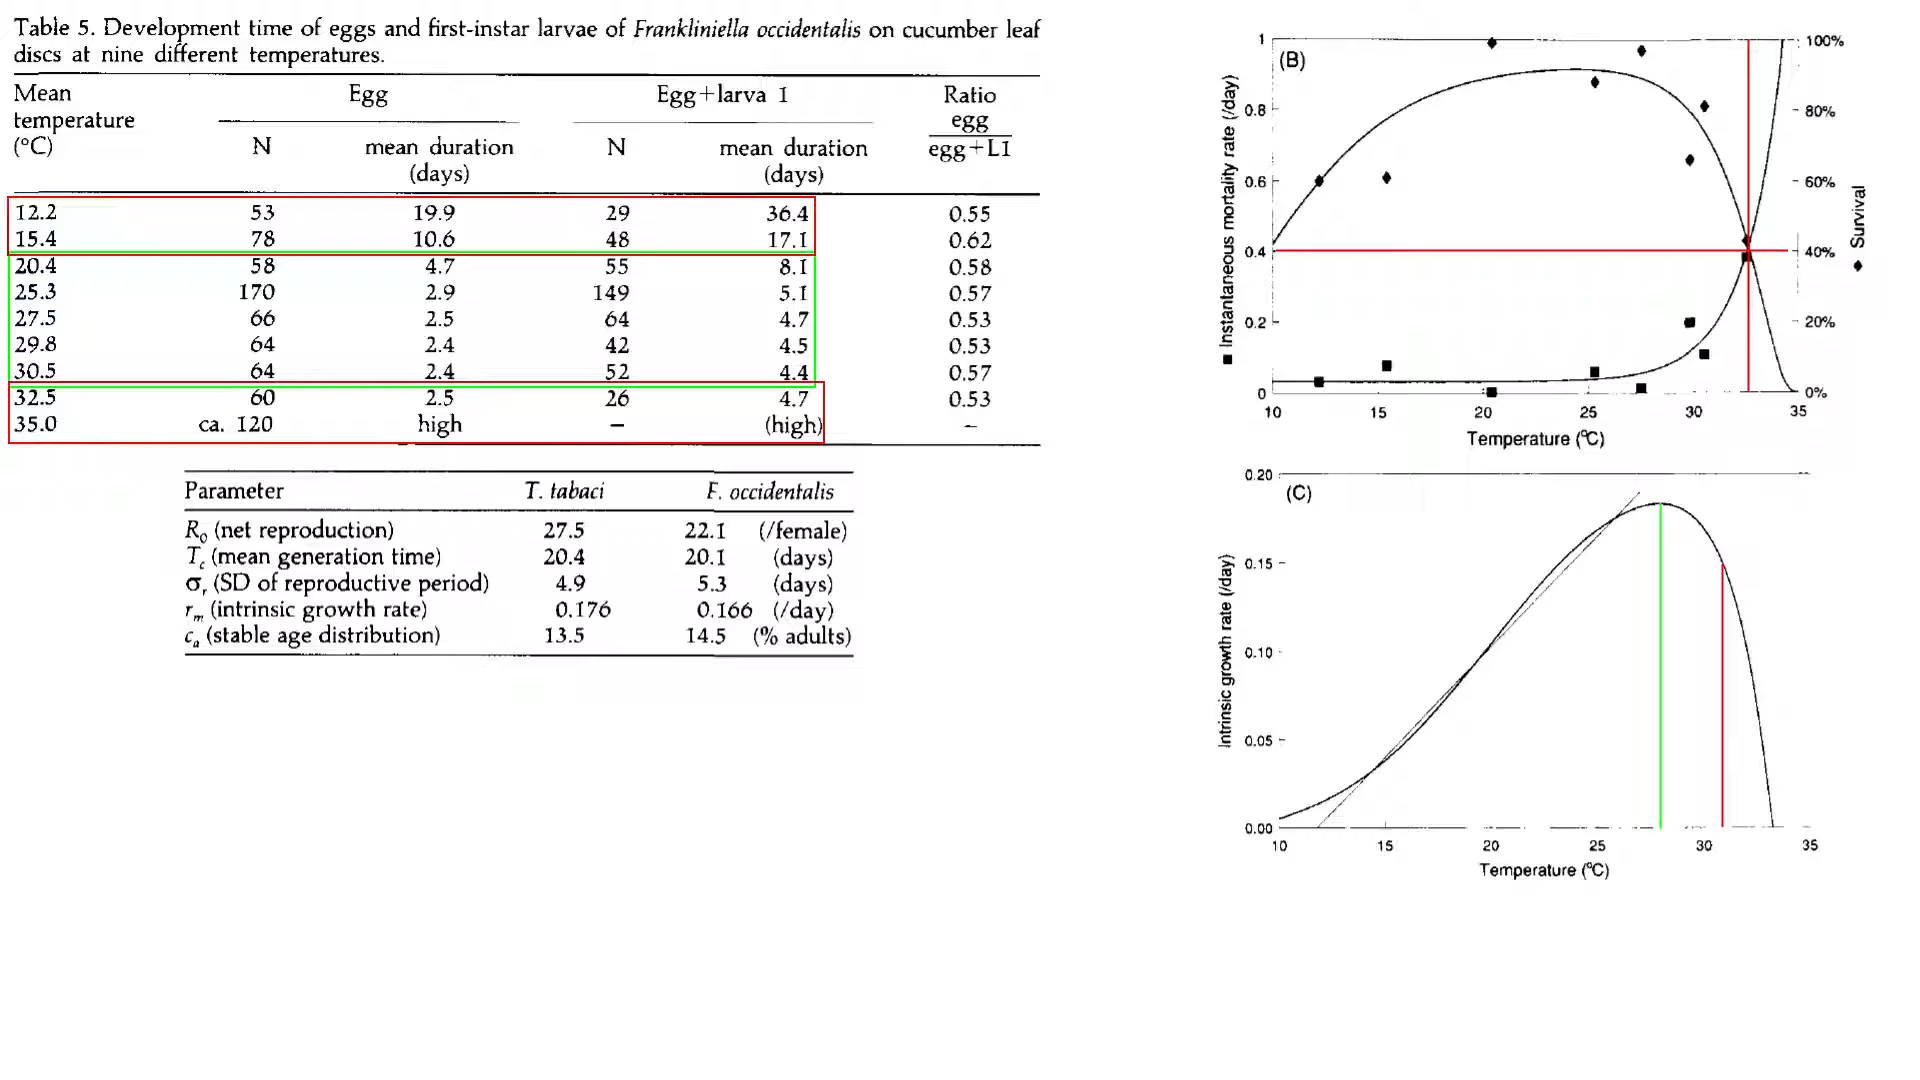 Table 5. Development time of eggs and first-instar larvae of Frankliniella occidentalis on cucumber leaf
discs at nine different temperatures.
Mean Egg Egg+larva 1 Ratio
temperature egg
(°C) N mean duration N mean duration egg+L1
(days) (days)
12.2 53 19.9 29 36.4 0.55
15.4 78 10.6 48 17.1 0.62
20.4 58 4.7 55 8.1 0.58
25.3 170 2.9 149 5.1 0.57
27.5 66 2.5 64 4.7 0.53
29.8 64 2.4 42 4.5 0.53
30.5 64 2.4 52 4.4 0.57
32.5 60 2.5 26 4.7 0.53
35.0 ca. 120 high – (high) –
Parameter T. tabaci F. occidentalis
R₀ (net reproduction) 27.5 22.1 (/female)
T_c (mean generation time) 20.4 20.1 (days)
σ_r (SD of reproductive period) 4.9 5.3 (days)
r_m (intrinsic growth rate) 0.176 0.166 (/day)
c_a (stable age distribution) 13.5 14.5 (% adults)
(B)
Instantaneous mortality rate (/day)
1
0.8
0.6
0.4
0.2
0
100%
80%
60%
40%
20%
0%
Survival
10 15 20 25 30 35
Temperature (°C)
(C)
Intrinsic growth rate (/day)
0.20
0.15
0.10
0.05
0.00
10 15 20 25 30 35
Temperature (°C)